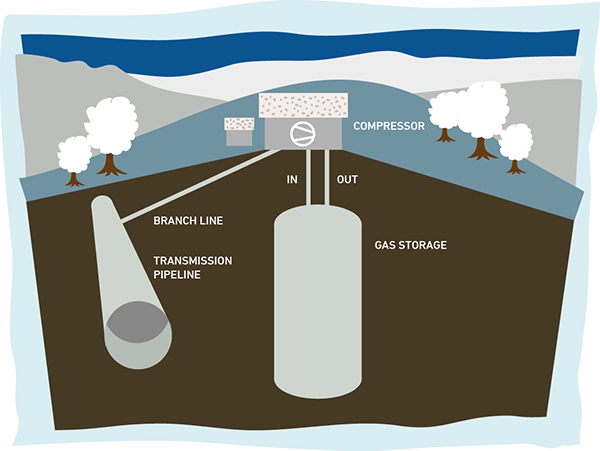 COMPRESSOR
IN
OUT
BRANCH LINE
GAS STORAGE
TRANSMISSION
PIPELINE